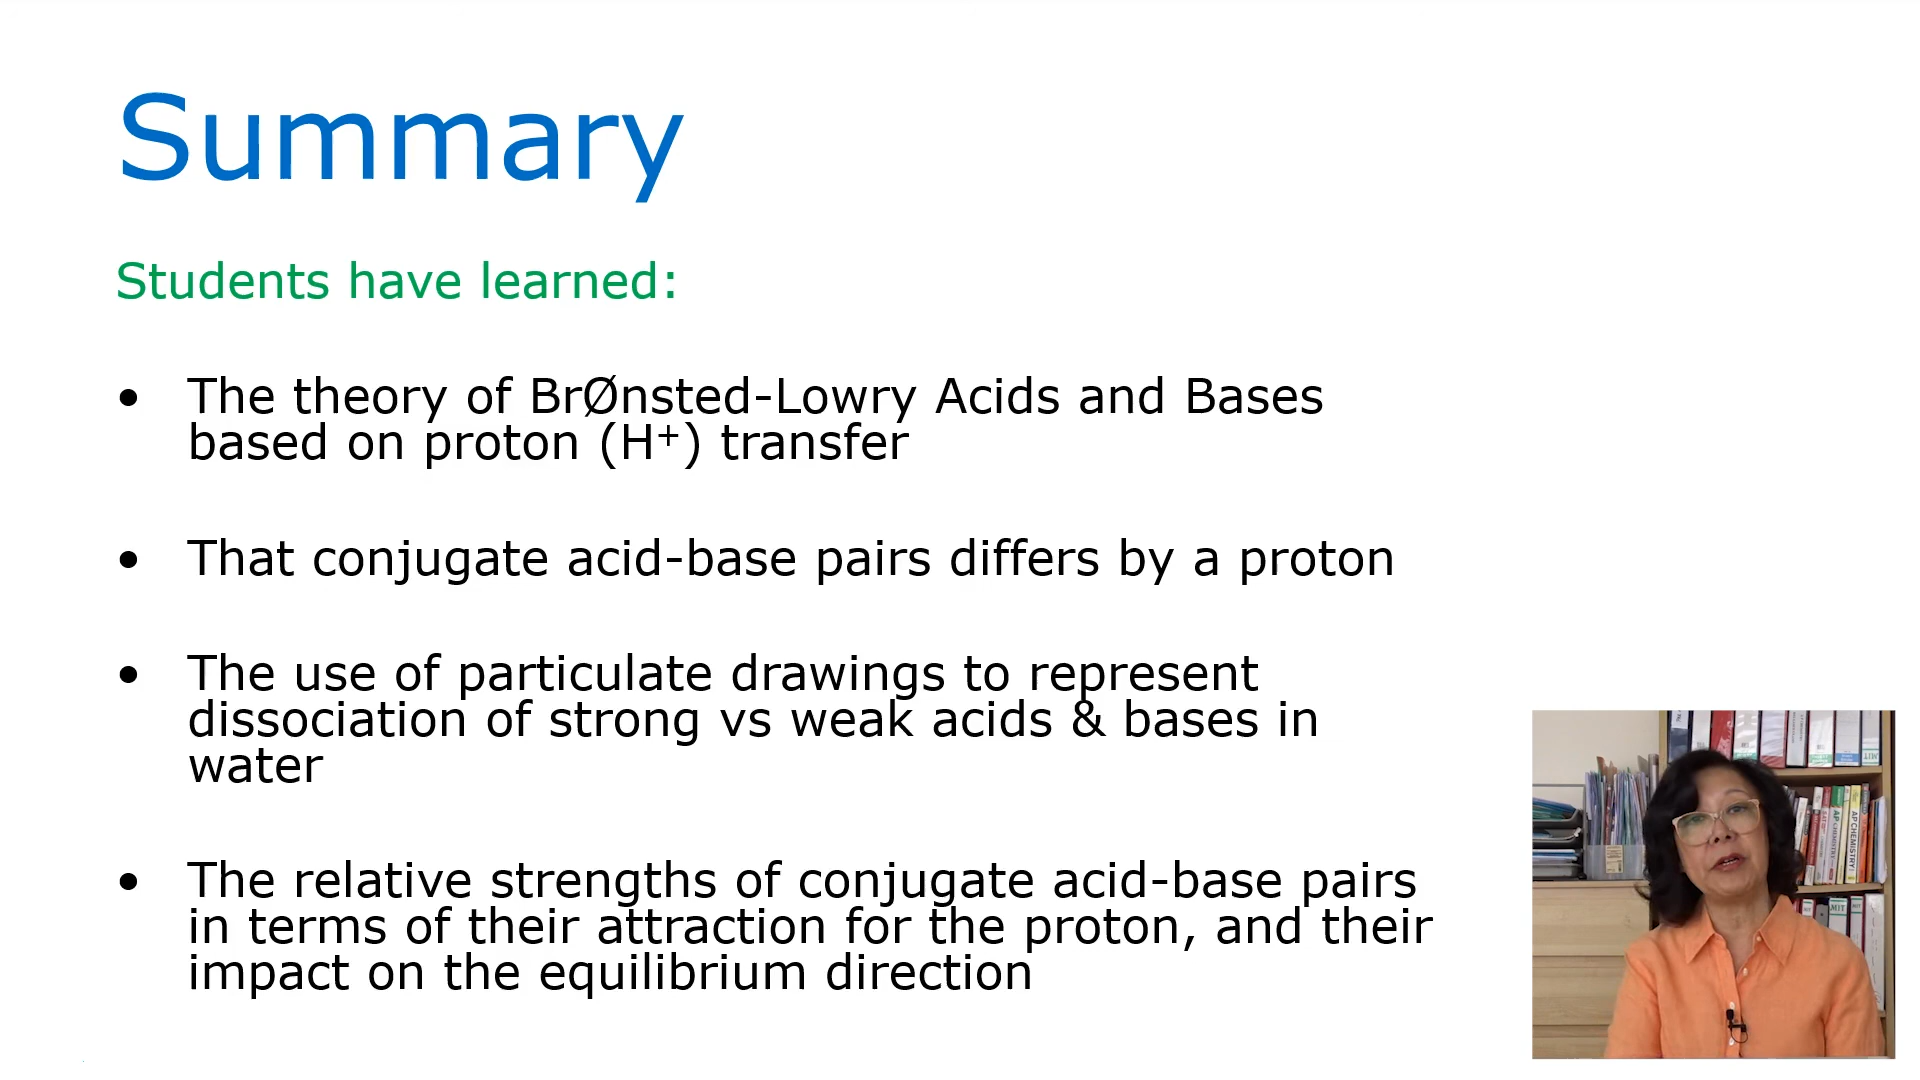 Summary
Students have learned:
• The theory of BrØnsted-Lowry Acids and Bases
based on proton (H⁺) transfer
• That conjugate acid-base pairs differs by a proton
• The use of particulate drawings to represent
dissociation of strong vs weak acids & bases in
water
• The relative strengths of conjugate acid-base pairs
in terms of their attraction for the proton, and their
impact on the equilibrium direction
AP CHEMISTRY